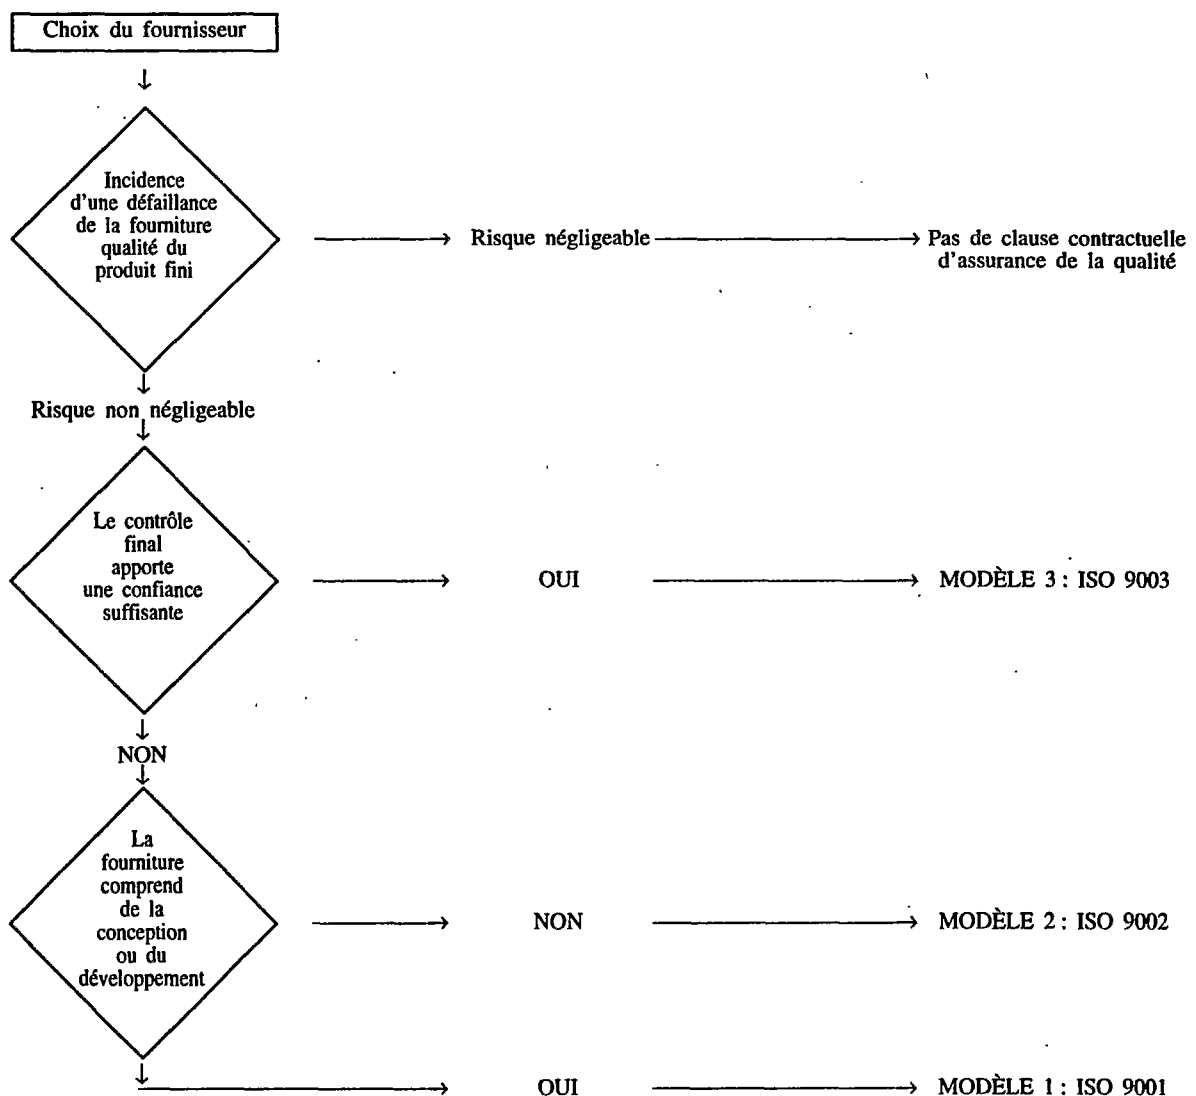 Choix du fournisseur
Incidence
d'une défaillance
de la fourniture
qualité du
produit fini
Risque négligeable
Pas de clause contractuelle
d'assurance de la qualité
Risque non négligeable
Le contrôle
final
apporte
une confiance
suffisante
OUI
MODÈLE 3 : ISO 9003
NON
La
fourniture
comprend
de la
conception
ou du
développement
NON
MODÈLE 2 : ISO 9002
OUI
MODÈLE 1 : ISO 9001